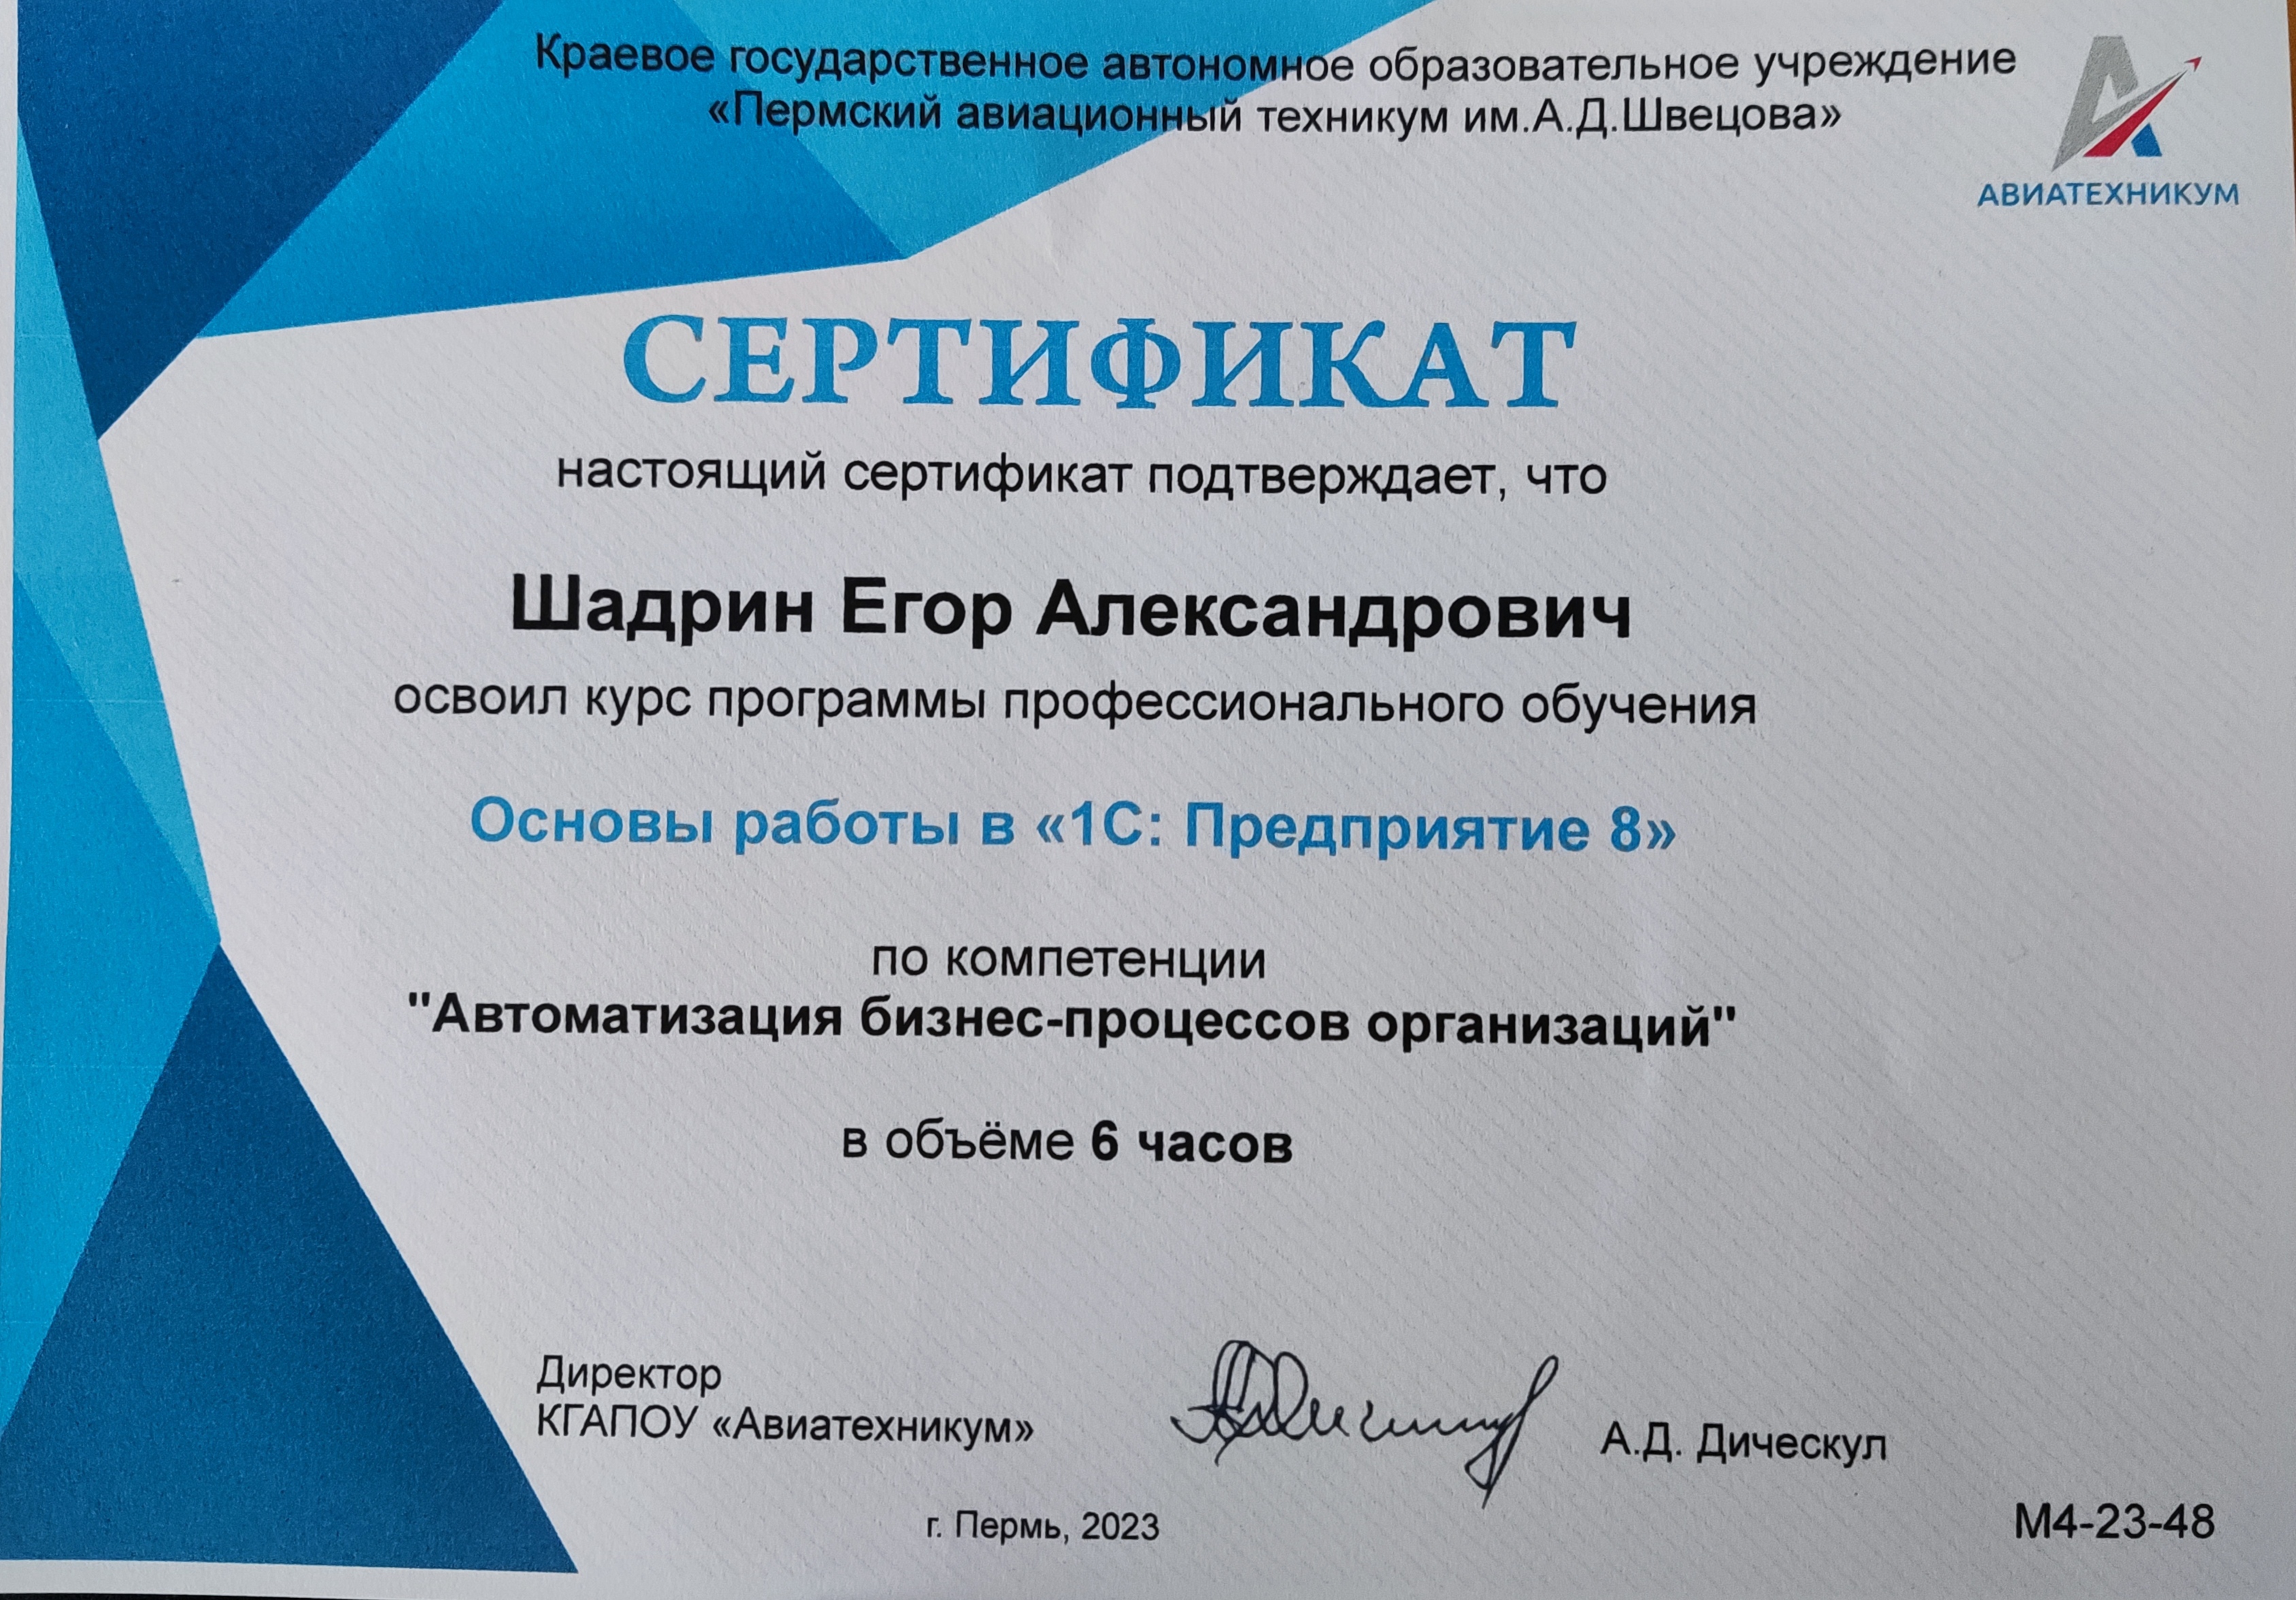 Краевое государственное автономное образовательное учреждение
«Пермский авиационный техникум им.А.Д.Швецова»
АВИАТЕХНИКУМ
СЕРТИФИКАТ
настоящий сертификат подтверждает, что
Шадрин Егор Александрович
освоил курс программы профессионального обучения
Основы работы в «1С: Предприятие 8»
по компетенции
"Автоматизация бизнес-процессов организаций"
в объёме 6 часов
Директор
КГАПОУ «Авиатехникум»
А.Д. Дическул
г. Пермь, 2023
М4-23-48